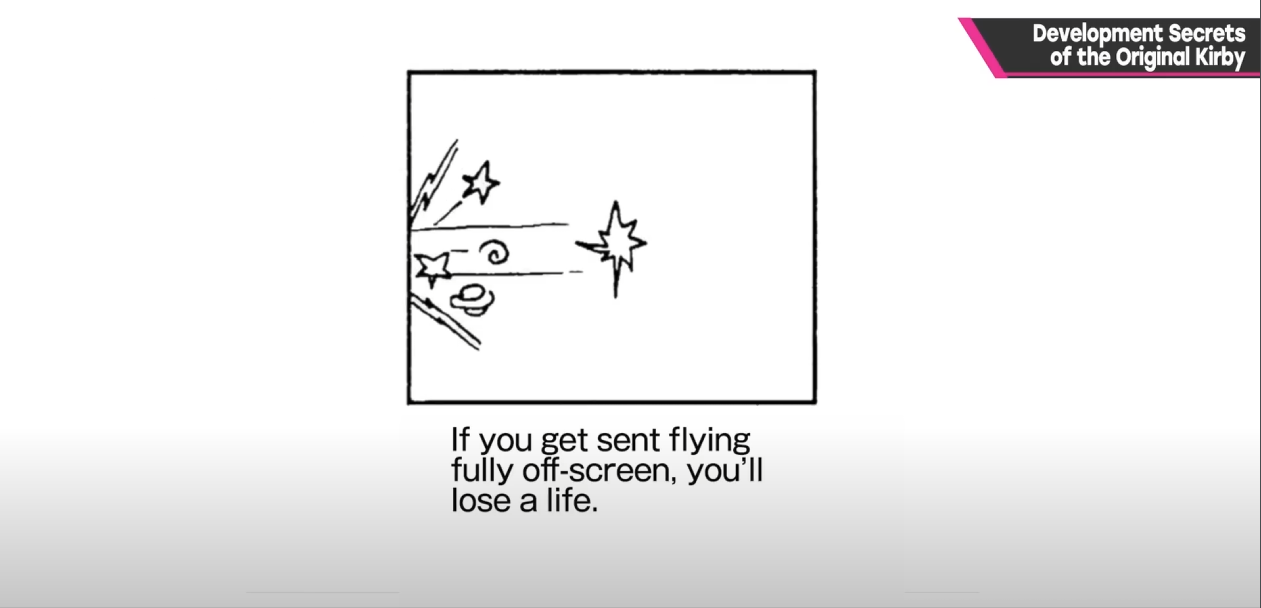 Development Secrets
of the Original Kirby
If you get sent flying
fully off-screen, you'll
lose a life.